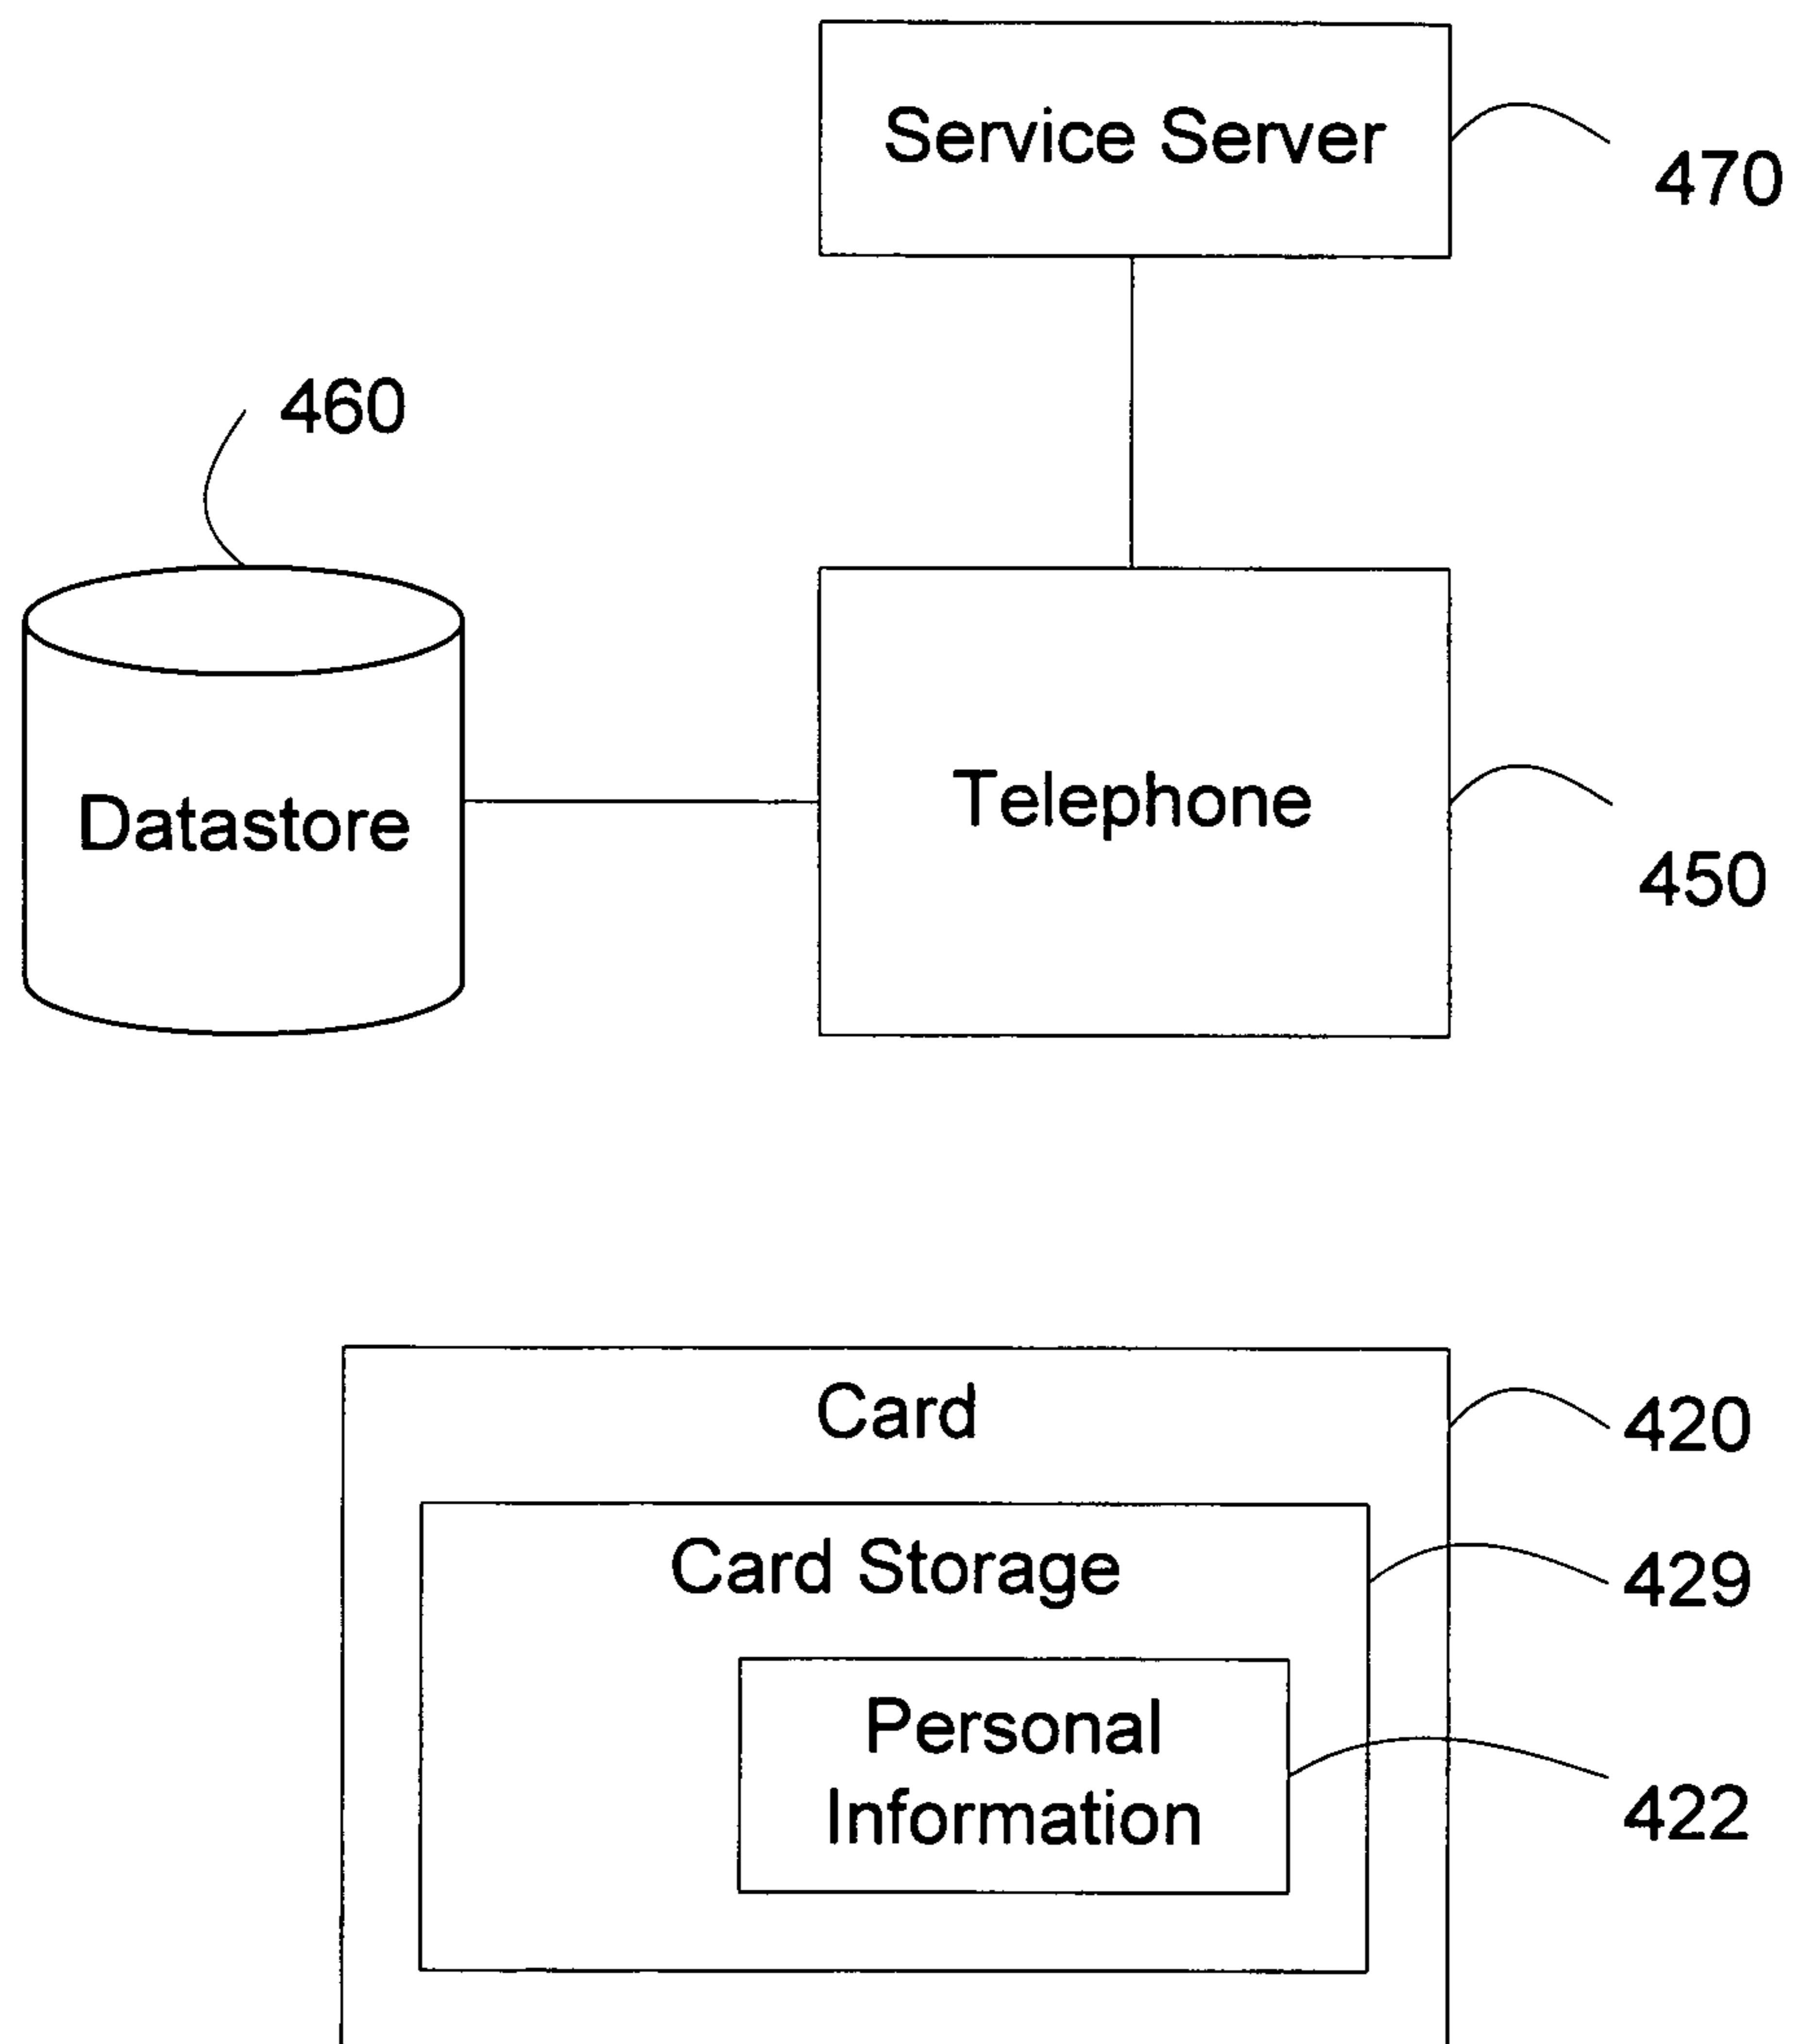 Service Server
470
460
Datastore
Telephone
450
Card
420
Card Storage
429
Personal
Information
422